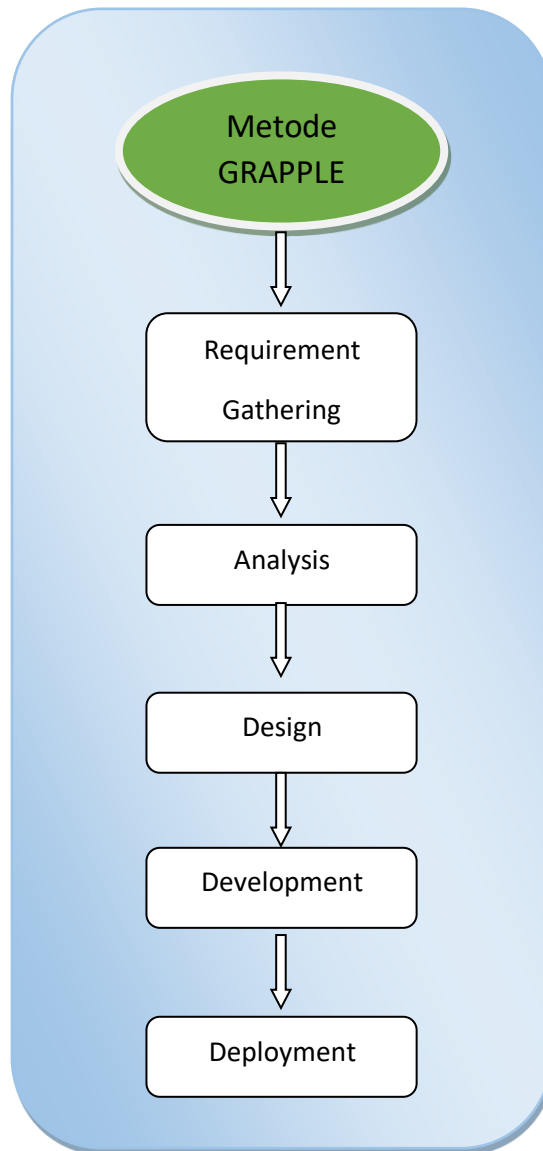 Metode
GRAPPLE
Requirement
Gathering
Analysis
Design
Development
Deployment